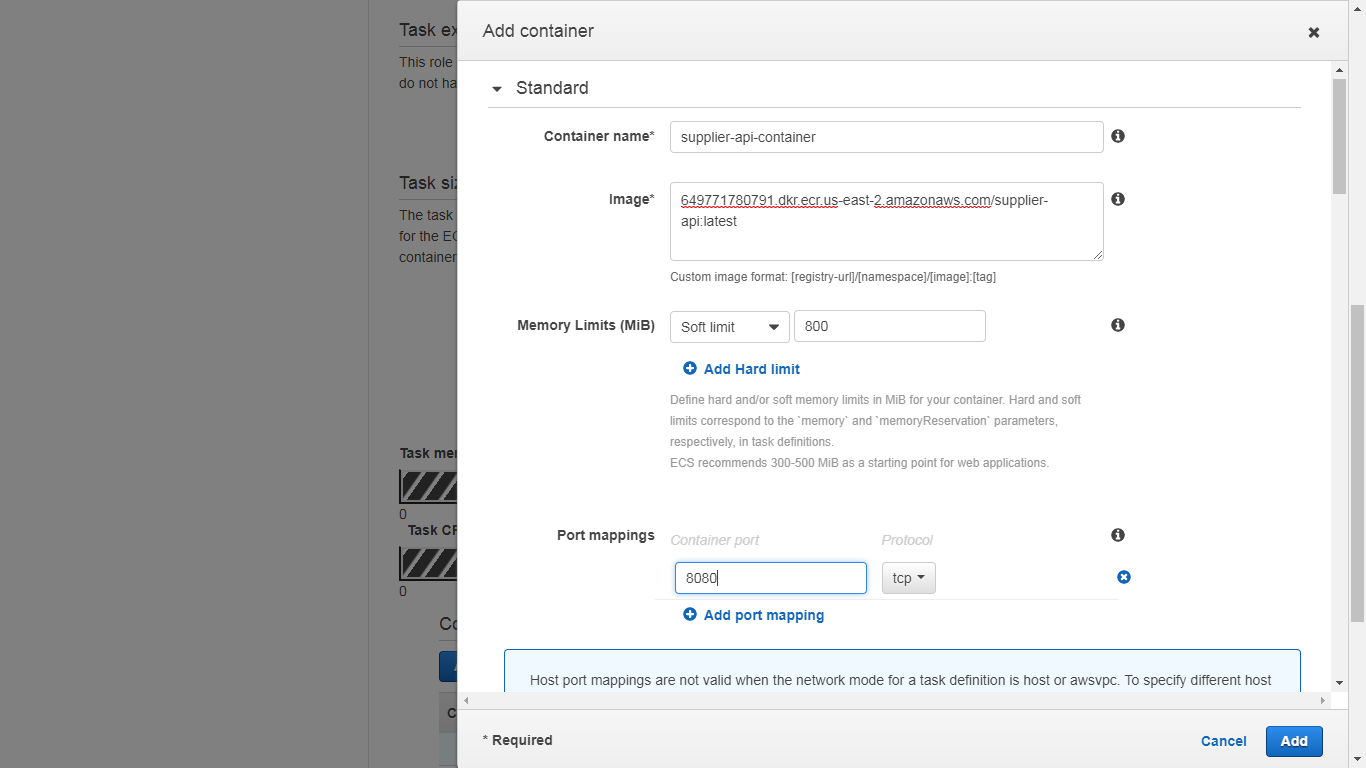 Task ex
This role
do not ha
Task siz
The task
for the EC
container
Task mer
0
Task CP
0
Co
A
C
Add container
Standard
Container name*
supplier-api-container
Image*
649771780791.dkr.ecr.us-east-2.amazonaws.com/supplier-
api:latest
Custom image format: [registry-url]/[namespace]/[image]:[tag]
Memory Limits (MiB)
Soft limit
800
Add Hard limit
Define hard and/or soft memory limits in MiB for your container. Hard and soft
limits correspond to the `memory` and `memoryReservation` parameters,
respectively, in task definitions.
ECS recommends 300-500 MiB as a starting point for web applications.
Port mappings
Container port
Protocol
8080
tcp
Add port mapping
Host port mappings are not valid when the network mode for a task definition is host or awsvpc. To specify different host
* Required
Cancel
Add